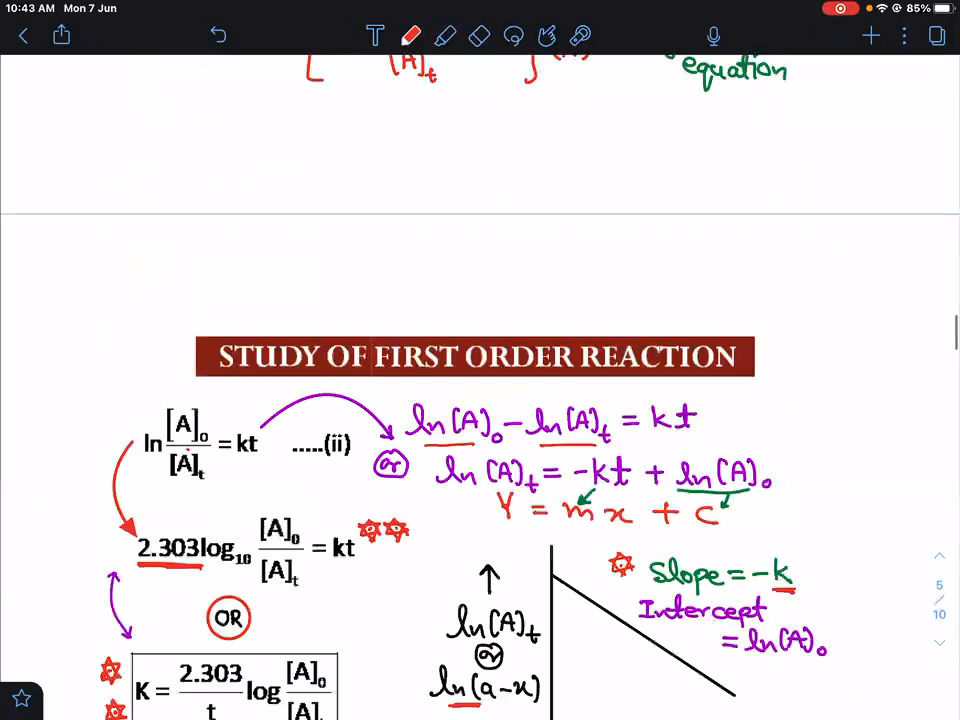 10:43 AM Mon 7 Jun
85%
[A]t
equation
STUDY OF FIRST ORDER REACTION
ln [A]₀/[A]t = kt .....(ii)
ln[A]₀ - ln[A]t = kt
or
ln [A]t = -kt + ln[A]₀
Y = mx + c
2.303log₁₀ [A]₀/[A]t = kt
OR
K = 2.303/t log [A]₀/[A]t
Slope = -k
Intercept
= ln[A]₀
ln[A]t
or
ln(a-x)
5
/
10